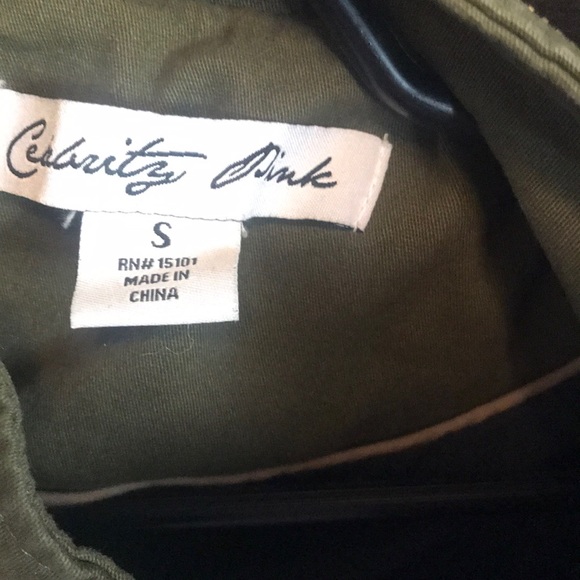 Celebrity Pink
S
RN# 15101
MADE IN
CHINA